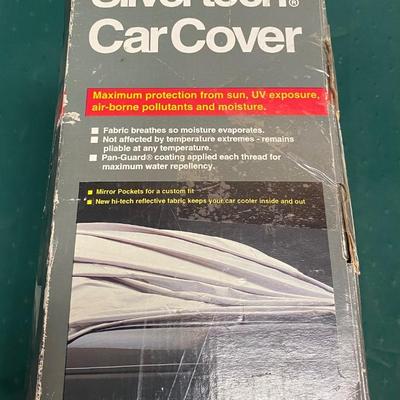 Silvertech®
Car Cover
Maximum protection from sun, UV exposure,
air-borne pollutants and moisture.
Fabric breathes so moisture evaporates.
Not affected by temperature extremes - remains
pliable at any temperature.
Pan-Guard® coating applied each thread for
maximum water repellency.
Mirror Pockets for a custom fit
New hi-tech reflective fabric keeps your car cooler inside and out